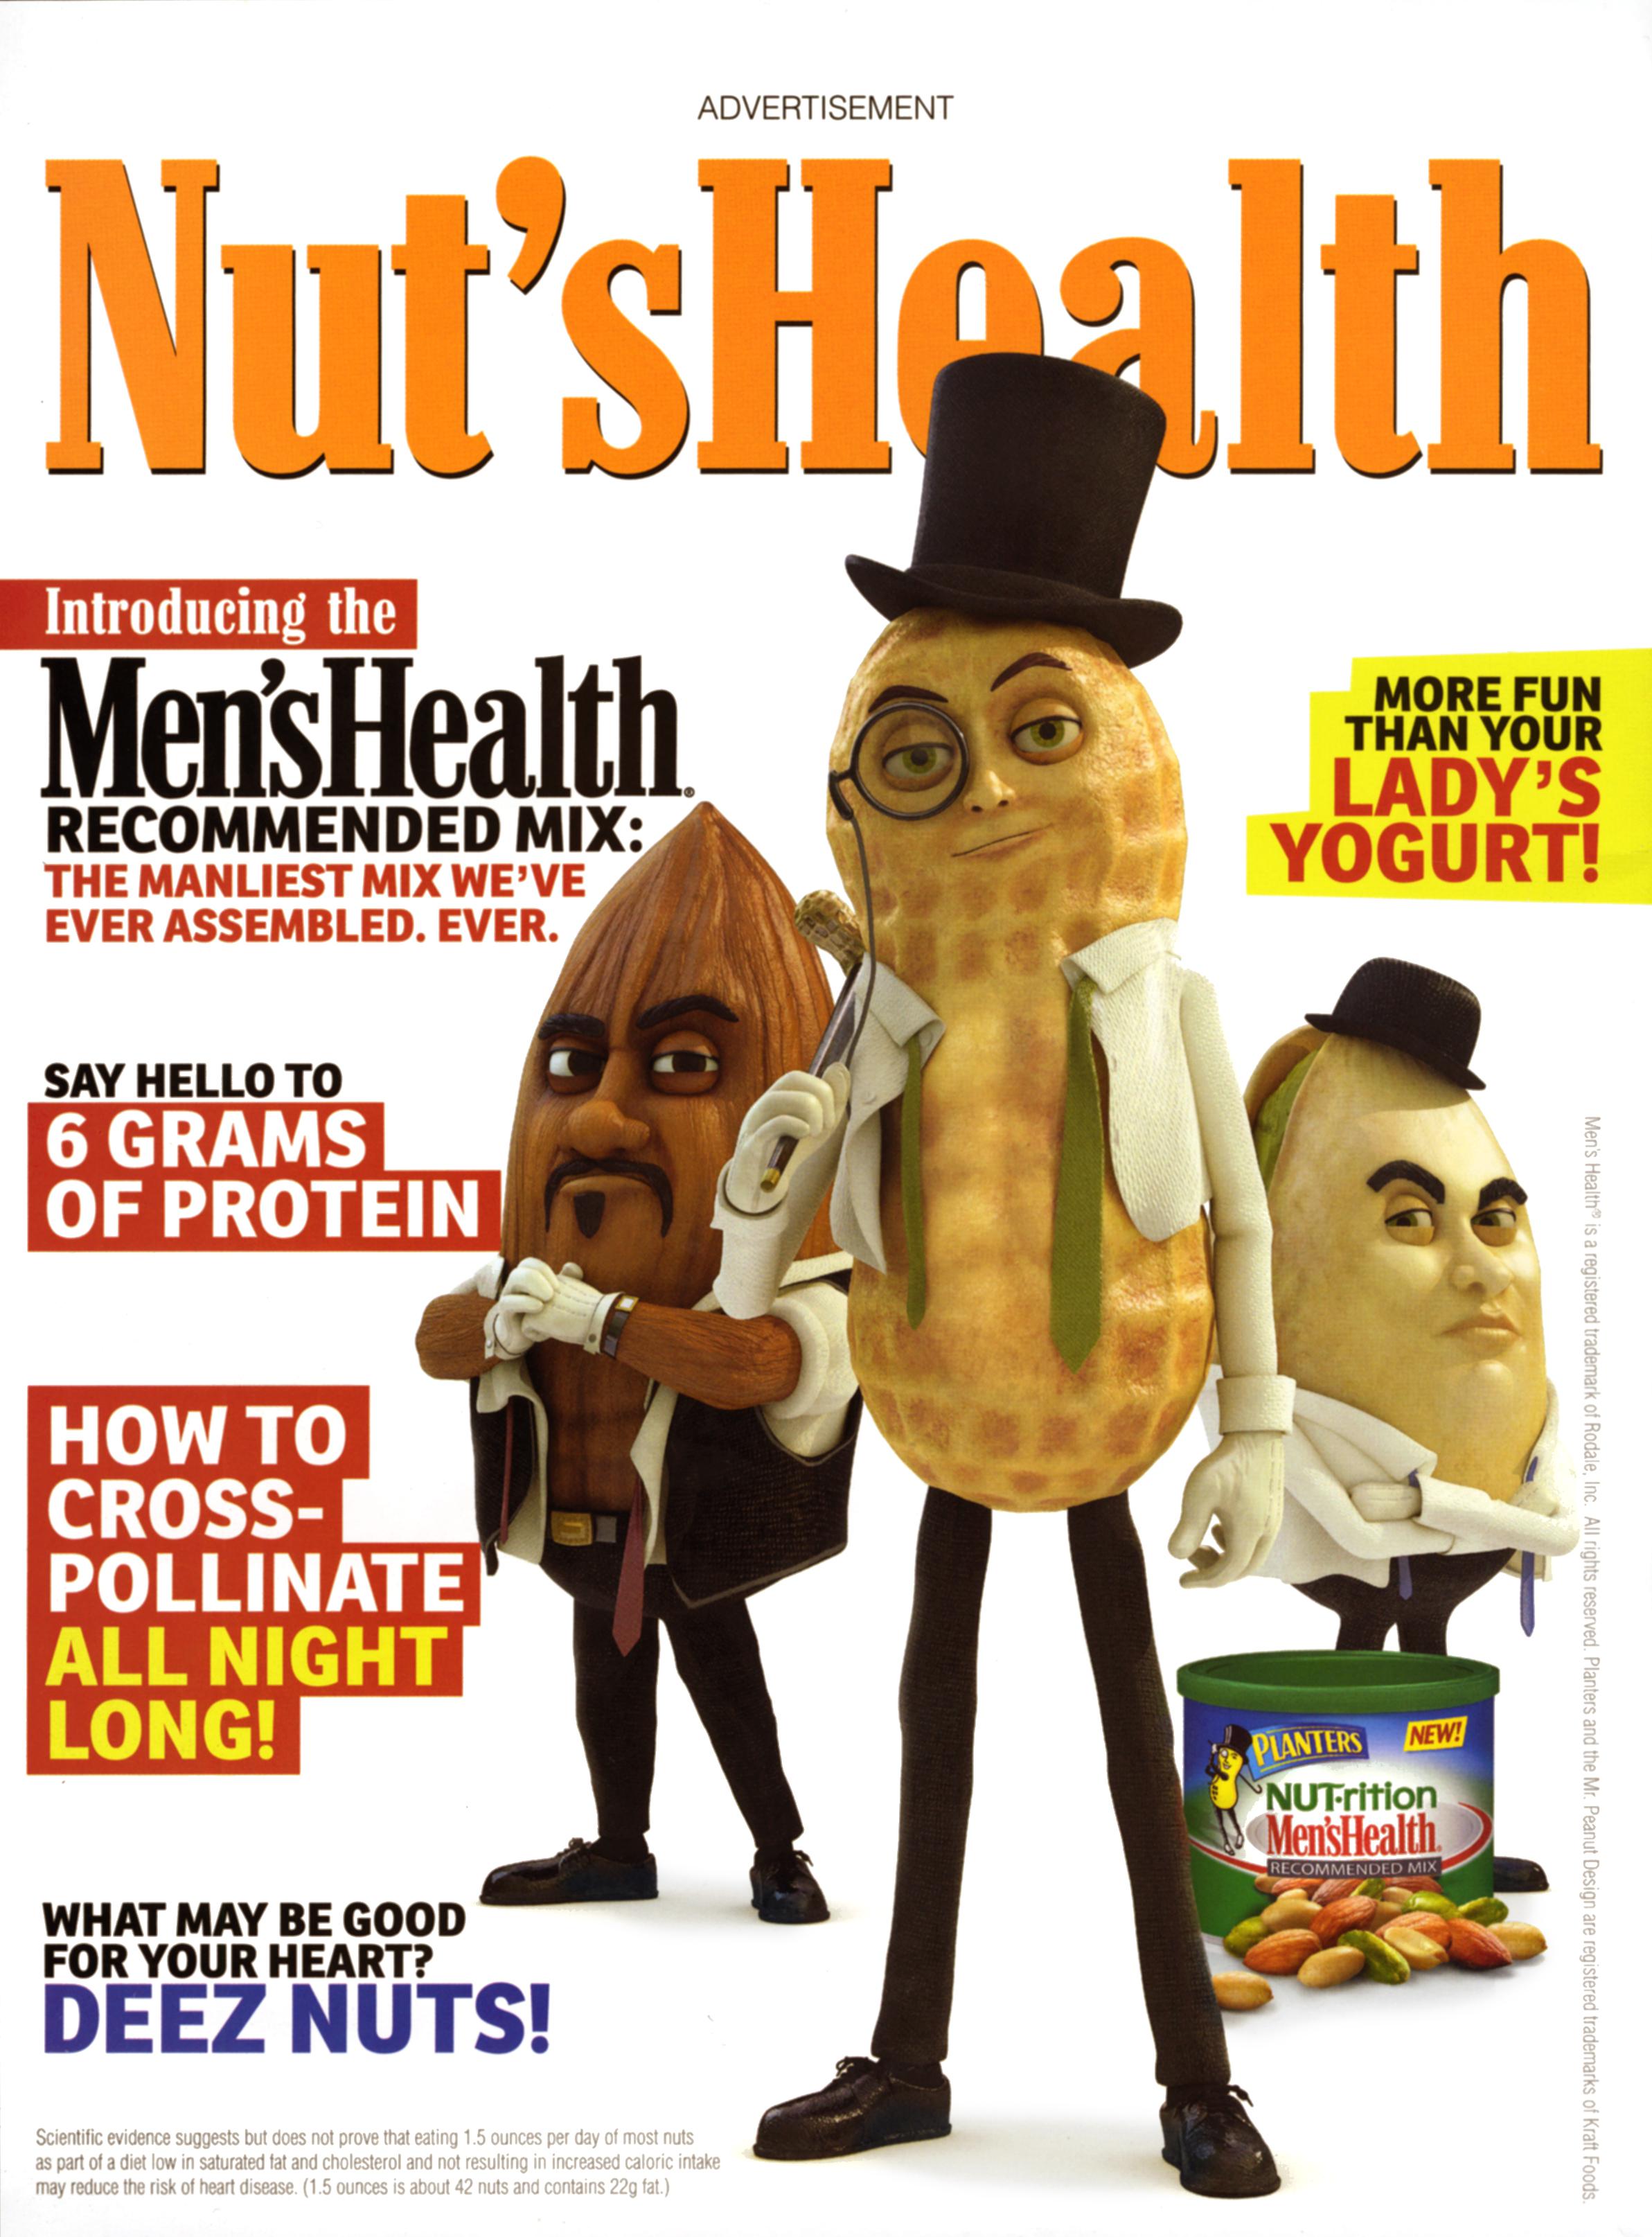 ADVERTISEMENT
Nut'sHealth
Introducing the
Men'sHealth®
RECOMMENDED MIX:
THE MANLIEST MIX WE'VE
EVER ASSEMBLED. EVER.
MORE FUN
THAN YOUR
LADY'S
YOGURT!
SAY HELLO TO
6 GRAMS
OF PROTEIN
HOW TO
CROSS-
POLLINATE
ALL NIGHT
LONG!
PLANTERS
NEW!
NUT·rition
Men'sHealth®
RECOMMENDED MIX
WHAT MAY BE GOOD
FOR YOUR HEART?
DEEZ NUTS!
Scientific evidence suggests but does not prove that eating 1.5 ounces per day of most nuts
as part of a diet low in saturated fat and cholesterol and not resulting in increased caloric intake
may reduce the risk of heart disease. (1.5 ounces is about 42 nuts and contains 22g fat.)
Men's Health® is a registered trademark of Rodale, Inc. All rights reserved. Planters and the Mr. Peanut Design are registered trademarks of Kraft Foods.